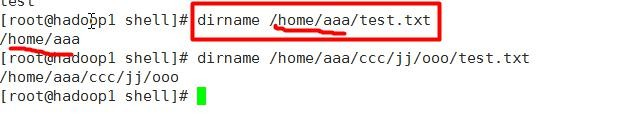 test
[root@hadoop1 shell]# dirname /home/aaa/test.txt
/home/aaa
[root@hadoop1 shell]# dirname /home/aaa/ccc/jj/ooo/test.txt
/home/aaa/ccc/jj/ooo
[root@hadoop1 shell]#